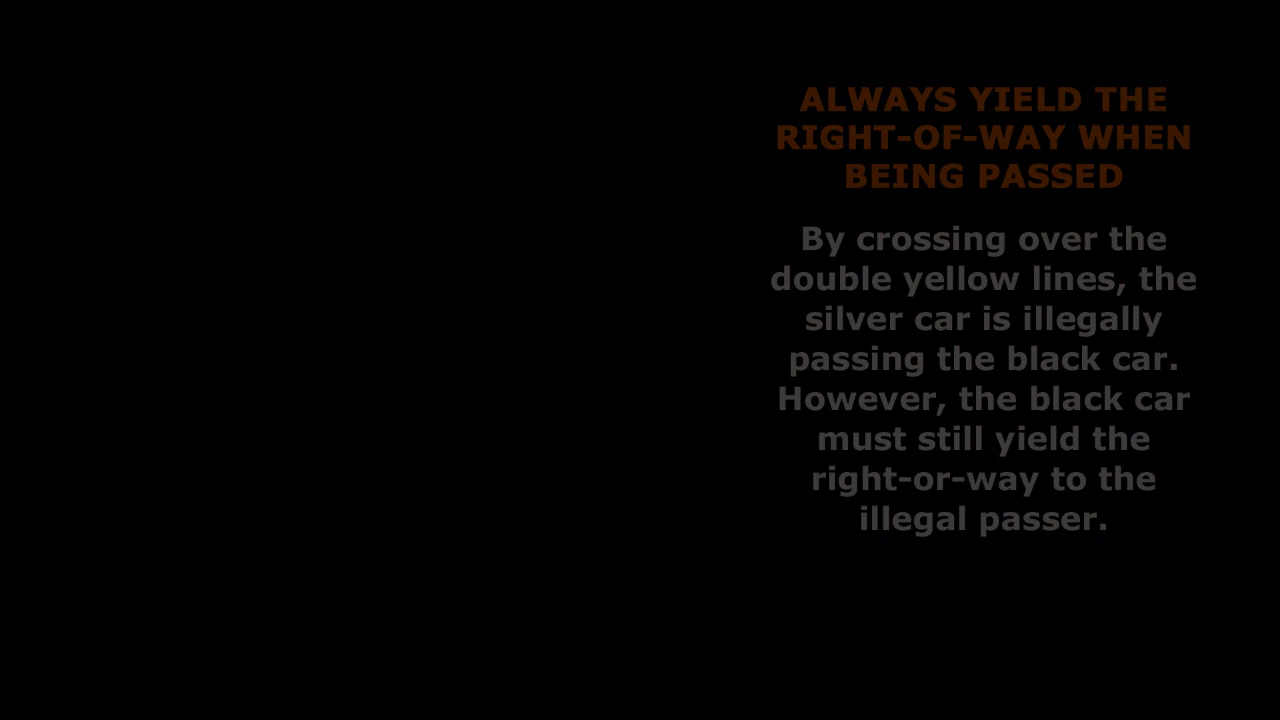 ALWAYS YIELD THE
RIGHT-OF-WAY WHEN
BEING PASSED
By crossing over the
double yellow lines, the
silver car is illegally
passing the black car.
However, the black car
must still yield the
right-or-way to the
illegal passer.